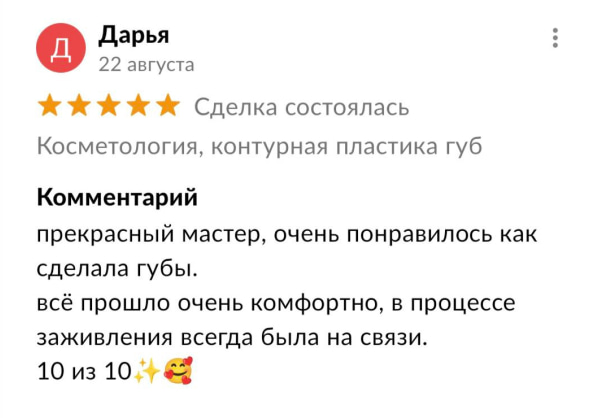 Д
Дарья
22 августа
Сделка состоялась
Косметология, контурная пластика губ
Комментарий
прекрасный мастер, очень понравилось как
сделала губы.
всё прошло очень комфортно, в процессе
заживления всегда была на связи.
10 из 10✨🥰